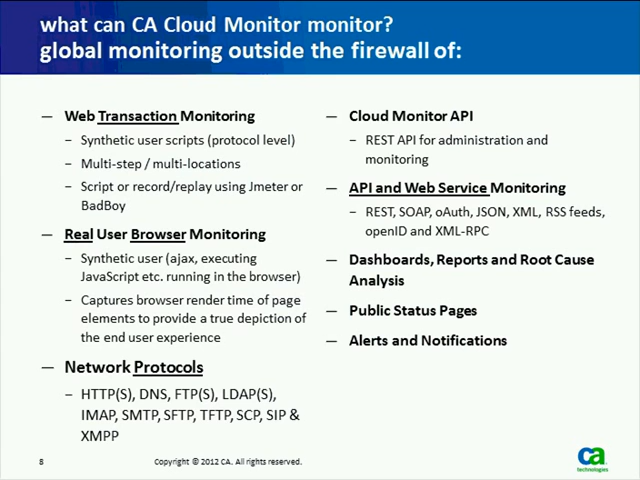 what can CA Cloud Monitor monitor?
global monitoring outside the firewall of:
— Web Transaction Monitoring
– Synthetic user scripts (protocol level)
– Multi-step / multi-locations
– Script or record/replay using Jmeter or
BadBoy
— Real User Browser Monitoring
– Synthetic user (ajax, executing
JavaScript etc. running in the browser)
– Captures browser render time of page
elements to provide a true depiction of
the end user experience
— Network Protocols
– HTTP(S), DNS, FTP(S), LDAP(S),
IMAP, SMTP, SFTP, TFTP, SCP, SIP &
XMPP
— Cloud Monitor API
– REST API for administration and
monitoring
— API and Web Service Monitoring
– REST, SOAP, oAuth, JSON, XML, RSS feeds,
openID and XML-RPC
— Dashboards, Reports and Root Cause
Analysis
— Public Status Pages
— Alerts and Notifications
8 Copyright © 2012 CA. All rights reserved.
ca
technologies